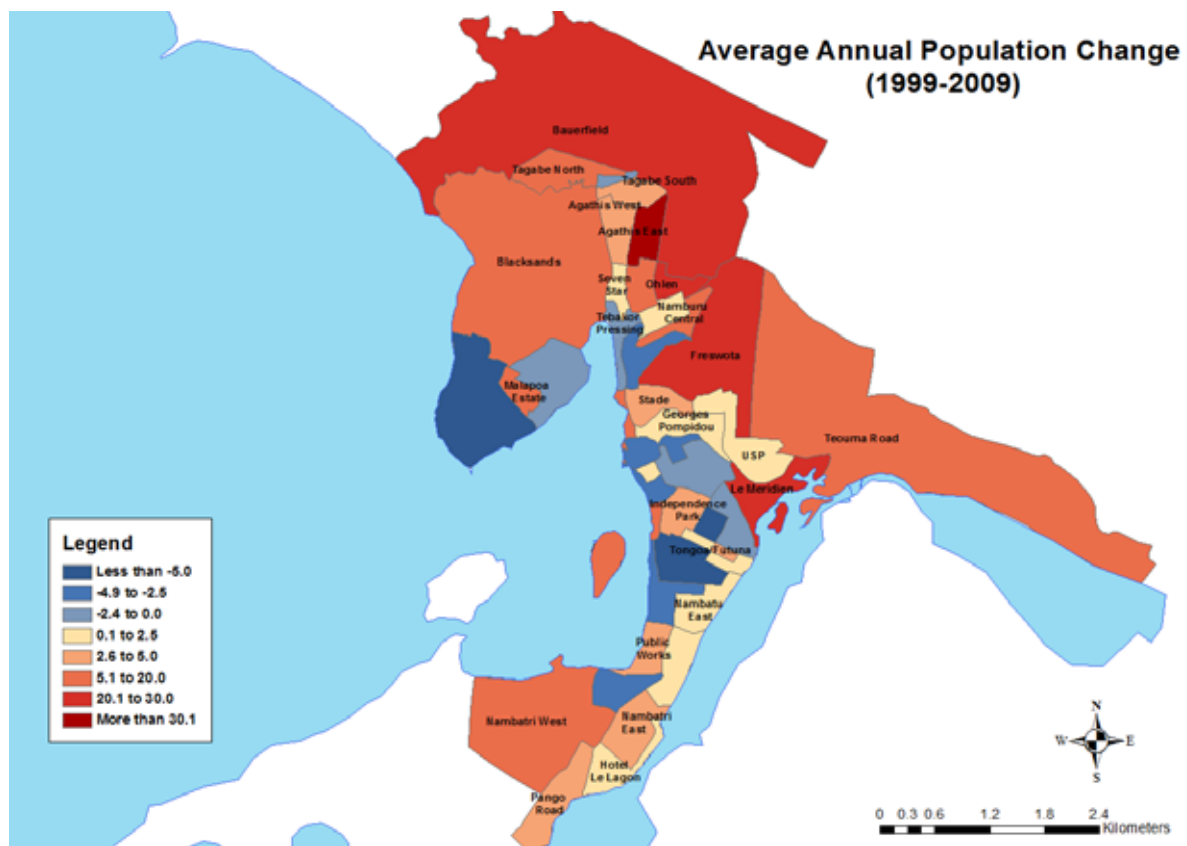 Average Annual Population Change
(1999-2009)
Bauerfield
Tagabe North
Tagabe South
Agathis West
Agathis East
Blacksands
Seven
Star
Ohlen
Namburu
Central
Tebakor
Pressing
Freswota
Malapoa
Estate
Stade
Georges
Pompidou
Teouma Road
USP
Le Meridien
Independence
Park
Tongoa/Futuna
Nambatu
East
Public
Works
Nambatri West
Nambatri
East
Hotel
Le Lagon
Pango
Road
Legend
Less than -5.0
-4.9 to -2.5
-2.4 to 0.0
0.1 to 2.5
2.6 to 5.0
5.1 to 20.0
20.1 to 30.0
More than 30.1
N
W E
S
0 0.3 0.6 1.2 1.8 2.4
Kilometers